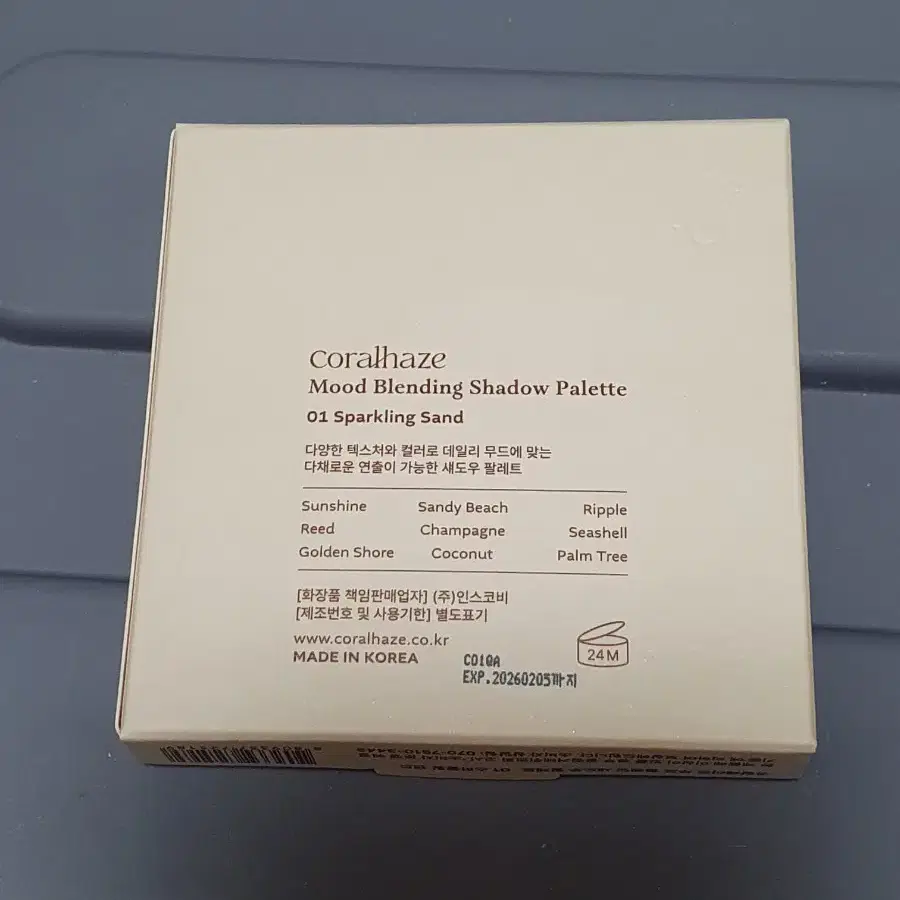 coralhaze
Mood Blending Shadow Palette
01 Sparkling Sand
다양한 텍스처와 컬러로 데일리 무드에 맞는
다채로운 연출이 가능한 섀도우 팔레트
Sunshine Sandy Beach Ripple
Reed Champagne Seashell
Golden Shore Coconut Palm Tree
[화장품 책임판매업자] (주)인스코비
[제조번호 및 사용기한] 별도표기
www.coralhaze.co.kr
MADE IN KOREA
24M
C01QA
EXP.20260205까지